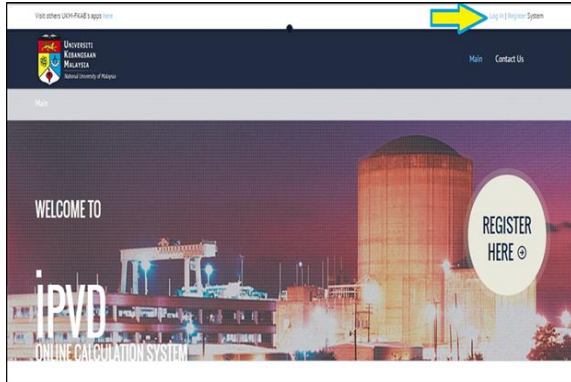 Visit others UKM-FKAB's apps here
Log In | Register System
UNIVERSITI
KEBANGSAAN
MALAYSIA
National University of Malaysia
Main Contact Us
Main
WELCOME TO
iPVD
ONLINE CALCULATION SYSTEM
REGISTER
HERE